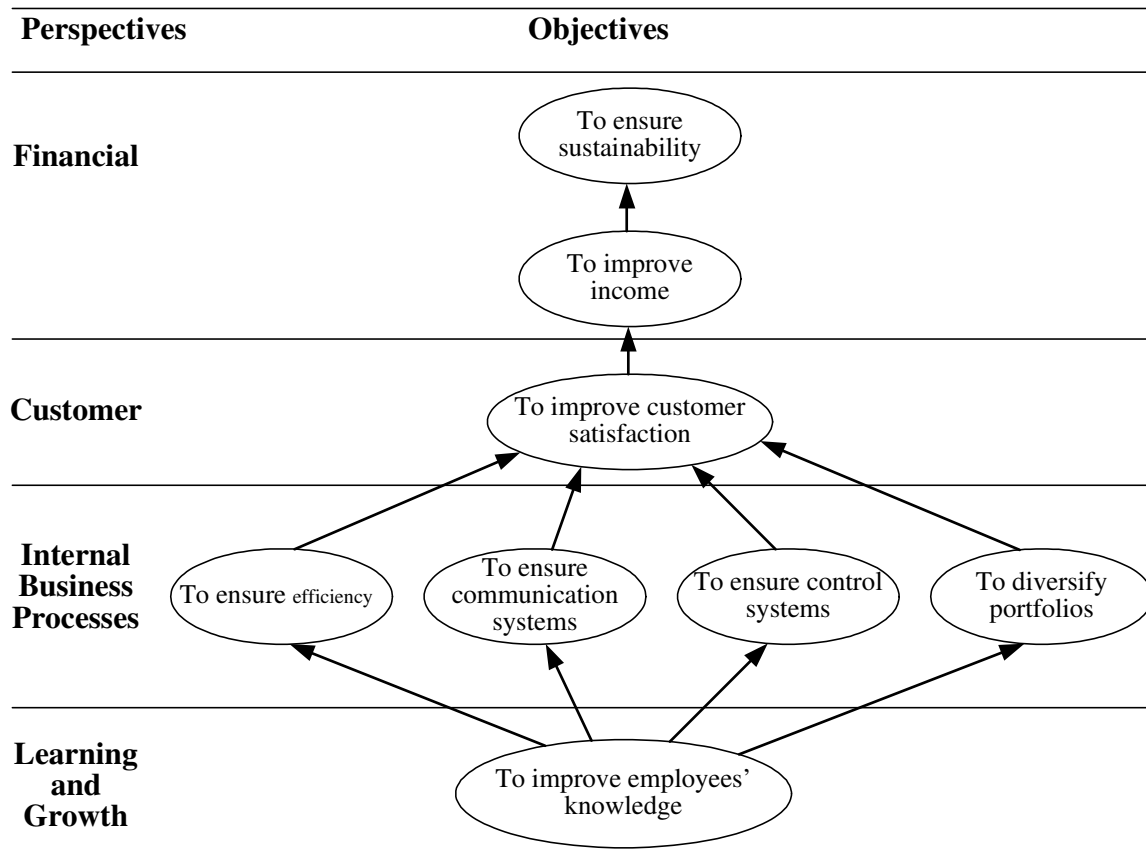 Perspectives Objectives
Financial
To ensure
sustainability
To improve
income
Customer
To improve customer
satisfaction
Internal
Business
Processes
To ensure efficiency
To ensure
communication
systems
To ensure control
systems
To diversify
portfolios
Learning
and
Growth
To improve employees’
knowledge